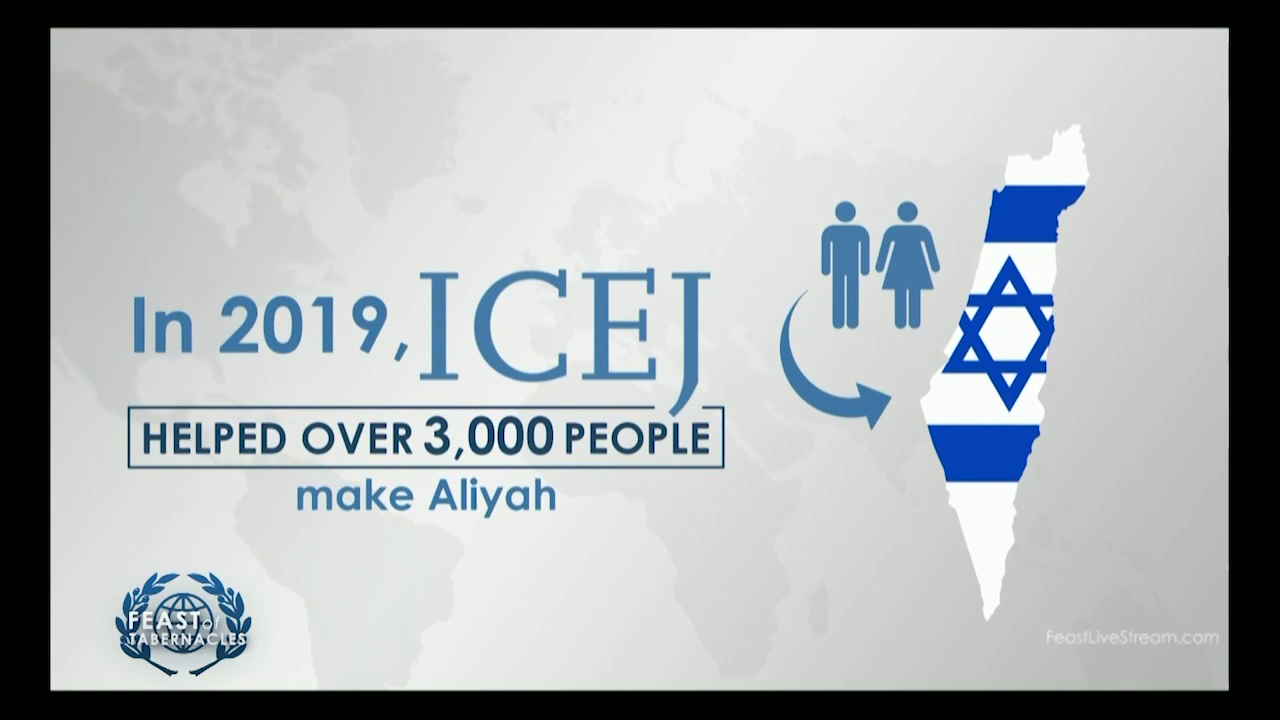 In 2019, ICEJ
HELPED OVER 3,000 PEOPLE
make Aliyah
FEAST of
TABERNACLES
FeastLiveStream.com